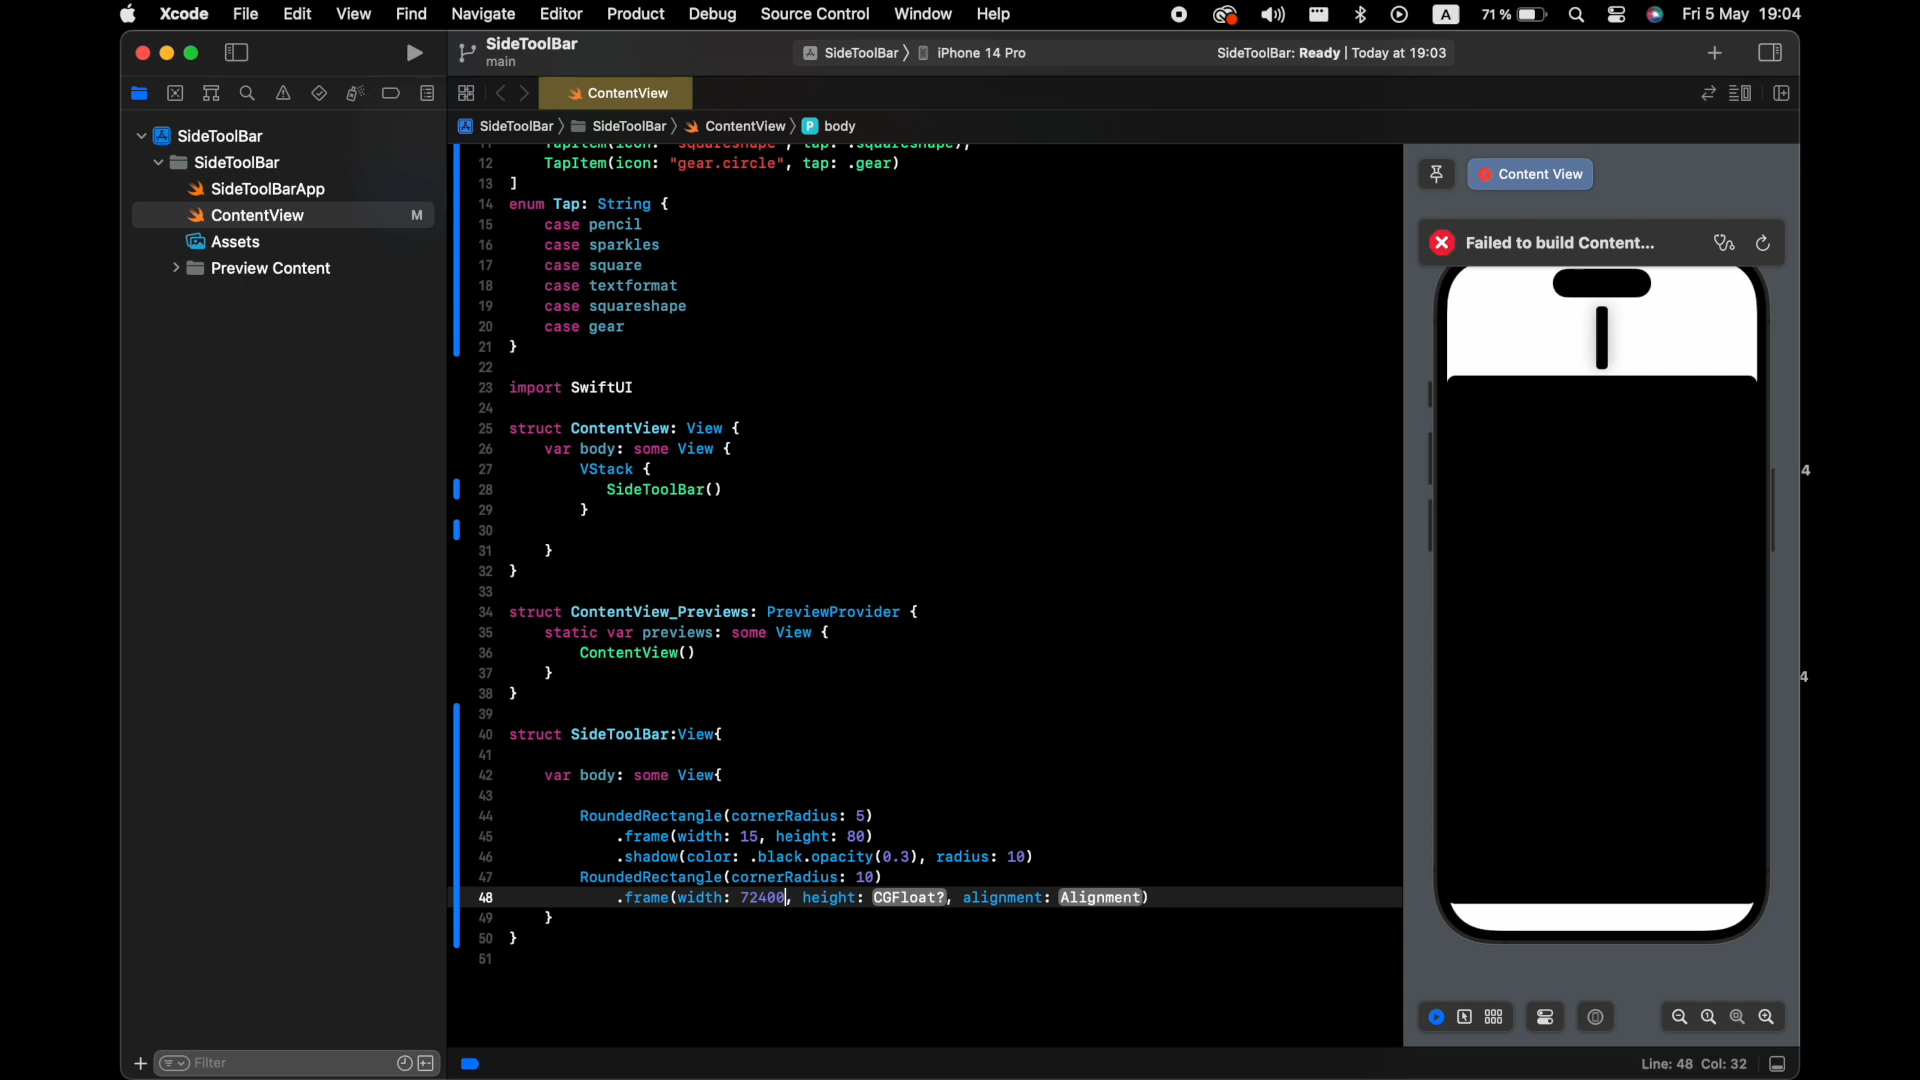 Xcode File Edit View Find Navigate Editor Product Debug Source Control Window Help A 71% Fri 5 May 19:04
SideToolBar
main
SideToolBar iPhone 14 Pro
SideToolBar: Ready | Today at 19:03
ContentView
SideToolBar SideToolBar ContentView P body
SideToolBar
SideToolBar
SideToolBarApp
ContentView M
Assets
Preview Content
11 TapItem(icon: "squareshape", tap: .squareshape),
12 TapItem(icon: "gear.circle", tap: .gear)
13 ]
14 enum Tap: String {
15 case pencil
16 case sparkles
17 case square
18 case textformat
19 case squareshape
20 case gear
21 }
22
23 import SwiftUI
24
25 struct ContentView: View {
26 var body: some View {
27 VStack {
28 SideToolBar()
29 }
30
31 }
32 }
33
34 struct ContentView_Previews: PreviewProvider {
35 static var previews: some View {
36 ContentView()
37 }
38 }
39
40 struct SideToolBar:View{
41
42 var body: some View{
43
44 RoundedRectangle(cornerRadius: 5)
45 .frame(width: 15, height: 80)
46 .shadow(color: .black.opacity(0.3), radius: 10)
47 RoundedRectangle(cornerRadius: 10)
48 .frame(width: 72400, height: CGFloat?, alignment: Alignment)
49 }
50 }
51
Content View
Failed to build Content...
4
4
Filter
Line: 48 Col: 32